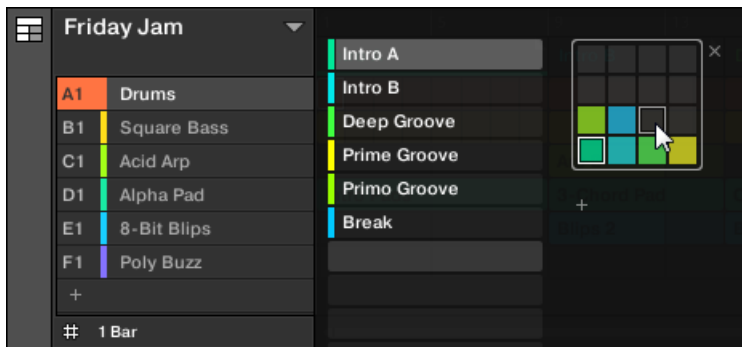 Friday Jam
A1 Drums
B1 Square Bass
C1 Acid Arp
D1 Alpha Pad
E1 8-Bit Blips
F1 Poly Buzz
+
1 Bar
Intro A
Intro B
Deep Groove
Prime Groove
Primo Groove
Break
×
+